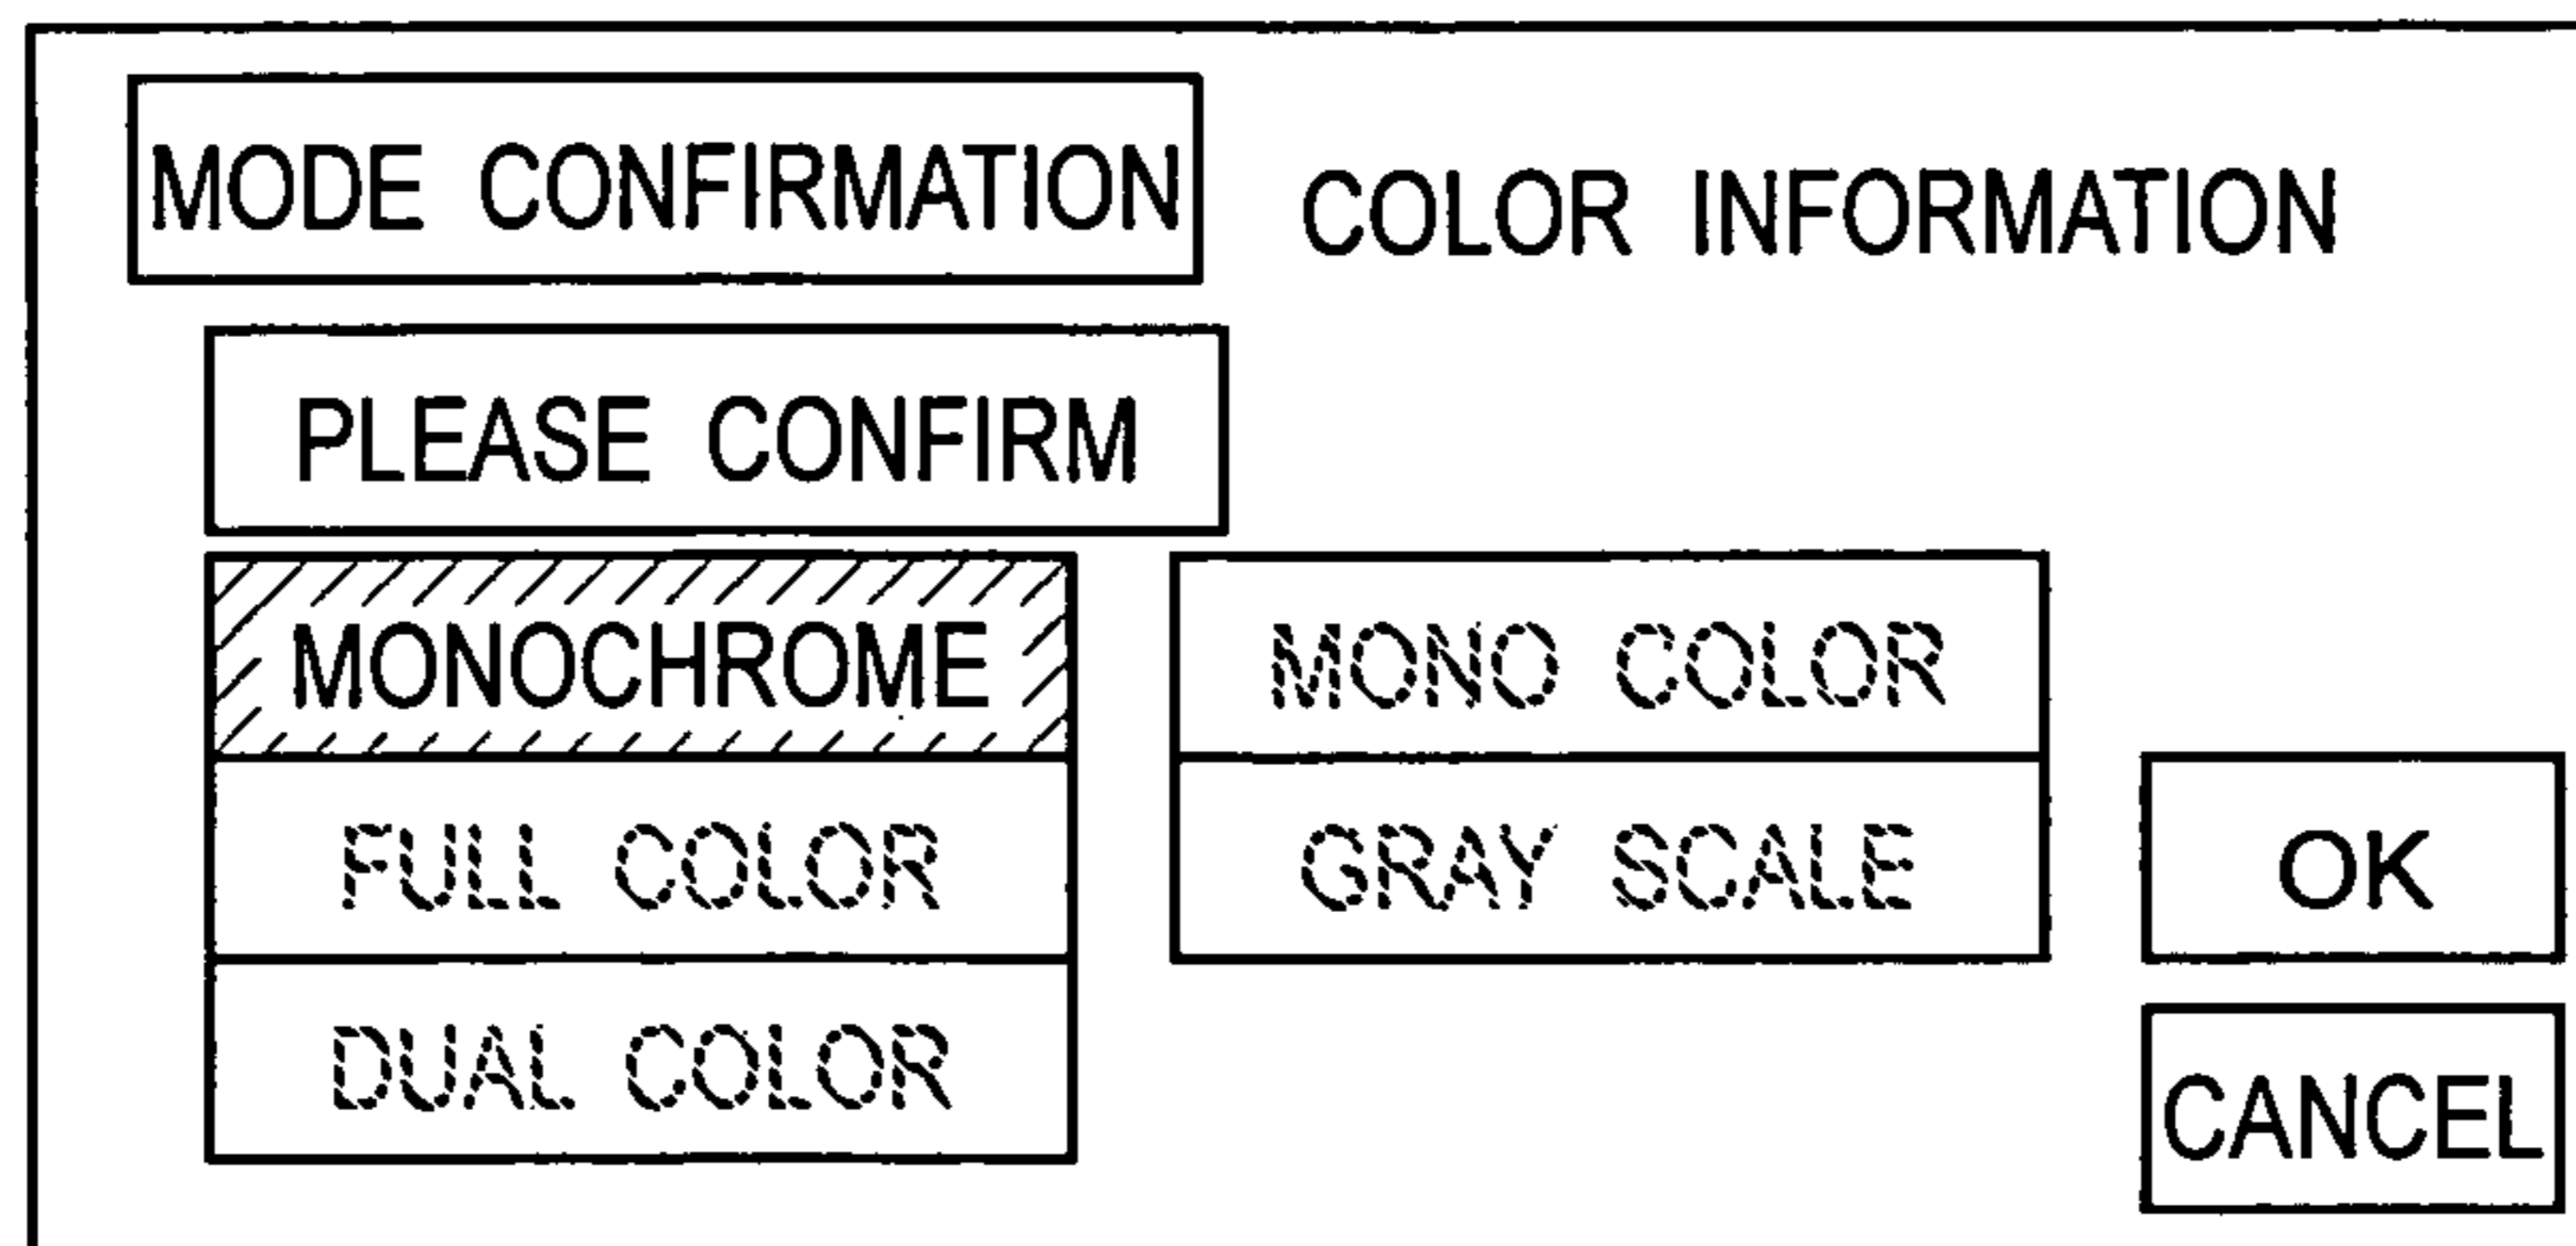 MODE CONFIRMATION
COLOR INFORMATION
PLEASE CONFIRM
MONOCHROME
MONO COLOR
FULL COLOR
GRAY SCALE
OK
DUAL COLOR
CANCEL